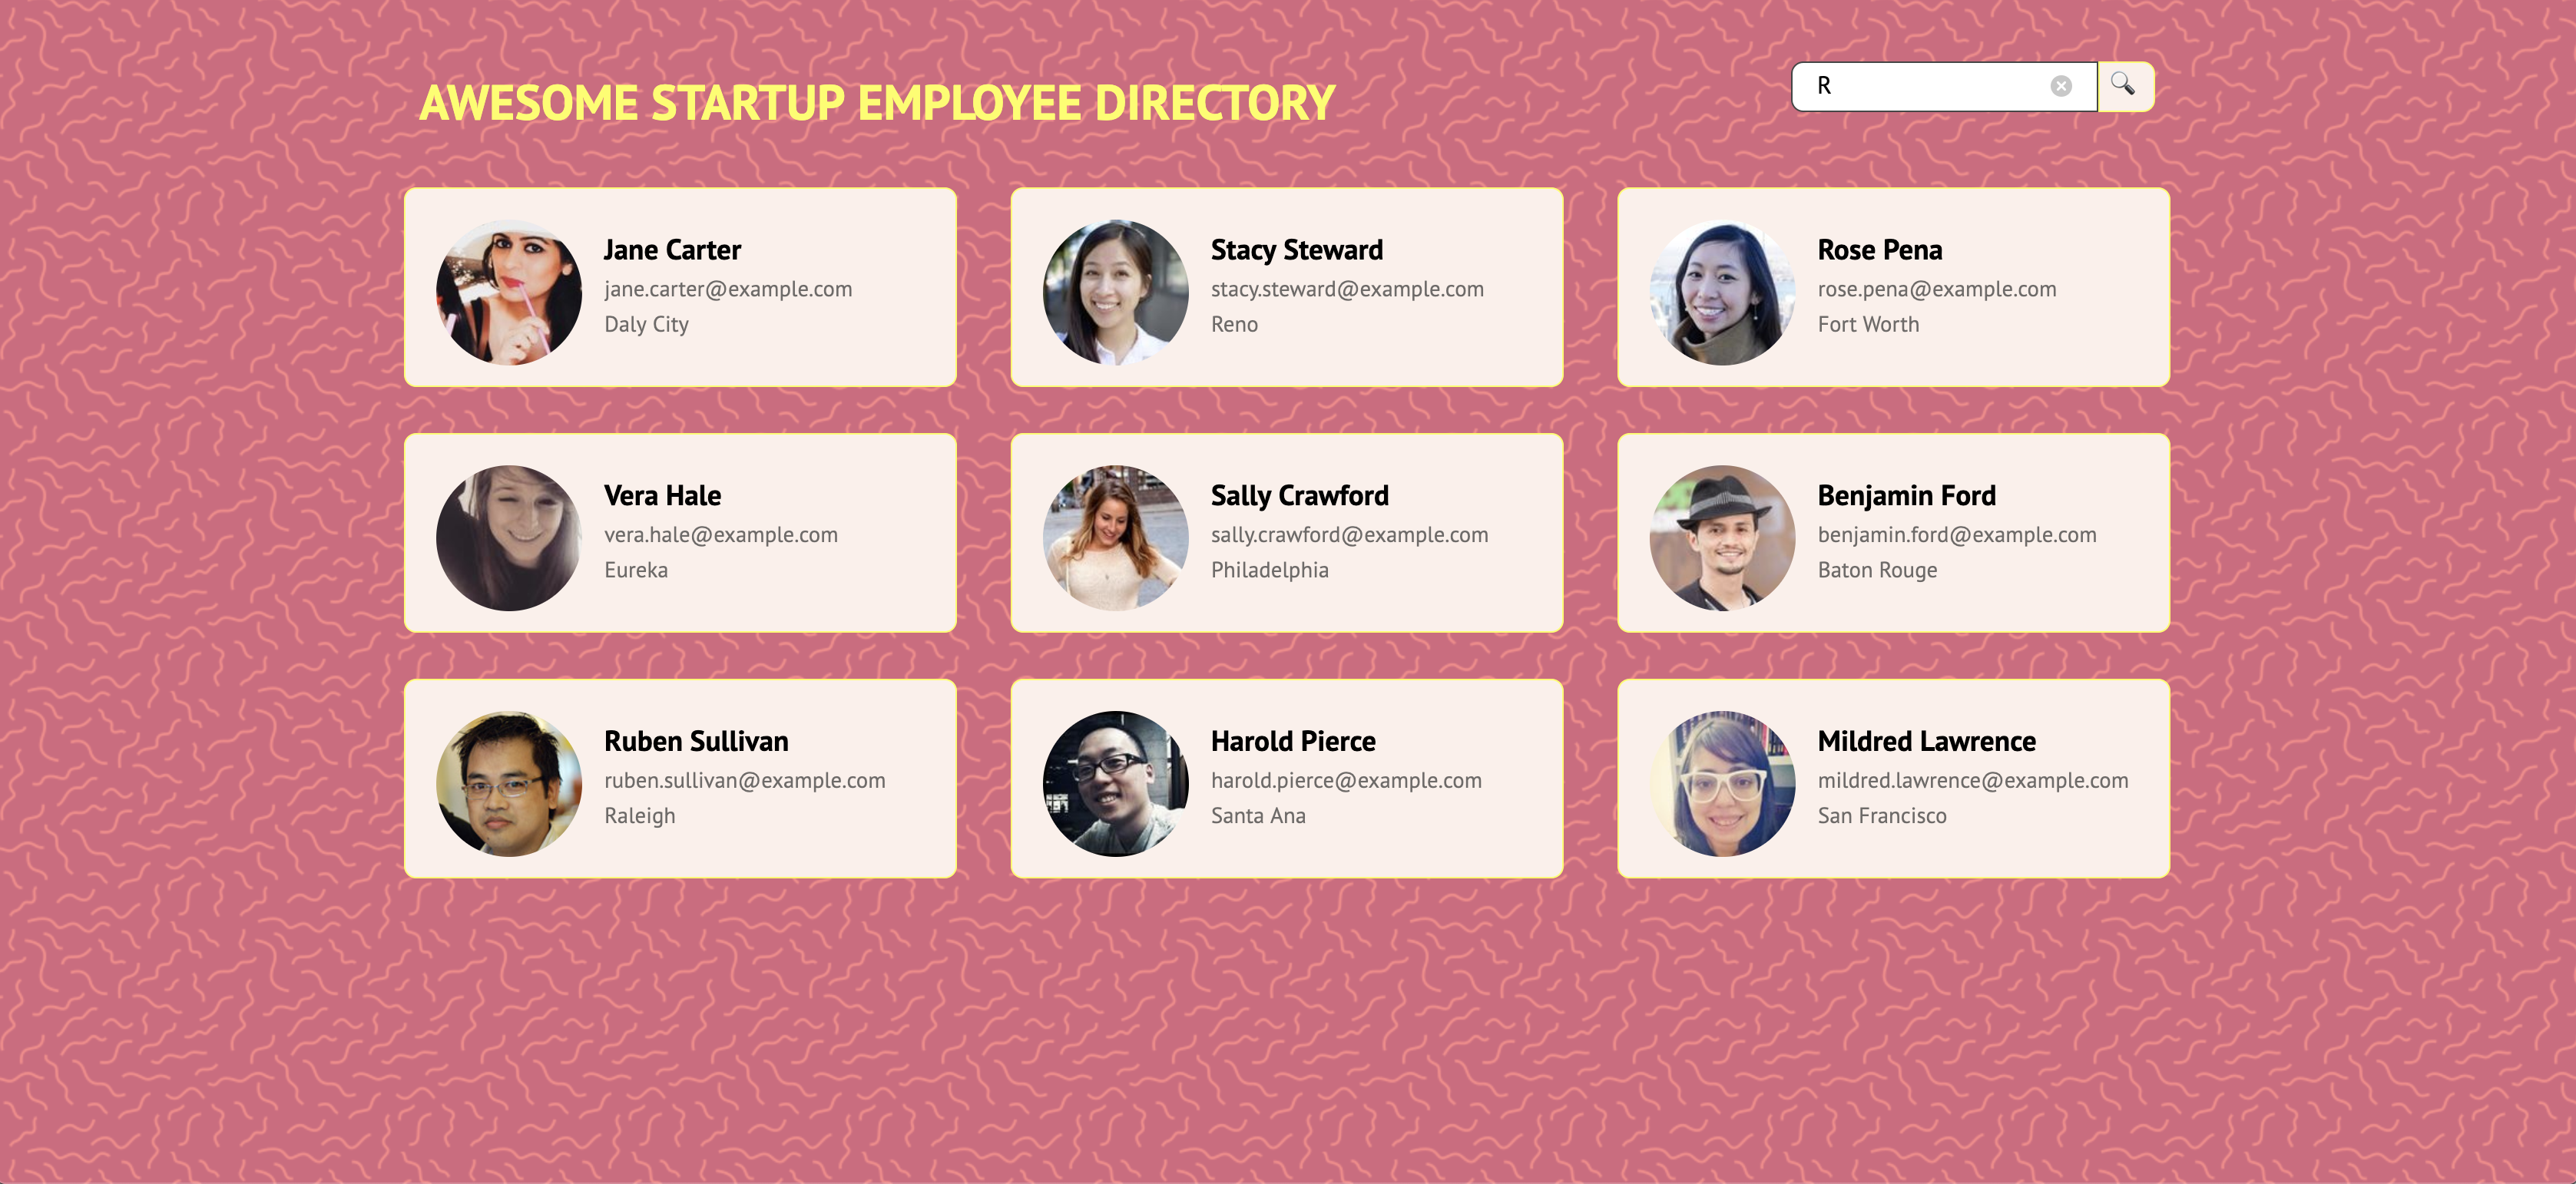 AWESOME STARTUP EMPLOYEE DIRECTORY
R
Jane Carter
jane.carter@example.com
Daly City
Stacy Steward
stacy.steward@example.com
Reno
Rose Pena
rose.pena@example.com
Fort Worth
Vera Hale
vera.hale@example.com
Eureka
Sally Crawford
sally.crawford@example.com
Philadelphia
Benjamin Ford
benjamin.ford@example.com
Baton Rouge
Ruben Sullivan
ruben.sullivan@example.com
Raleigh
Harold Pierce
harold.pierce@example.com
Santa Ana
Mildred Lawrence
mildred.lawrence@example.com
San Francisco